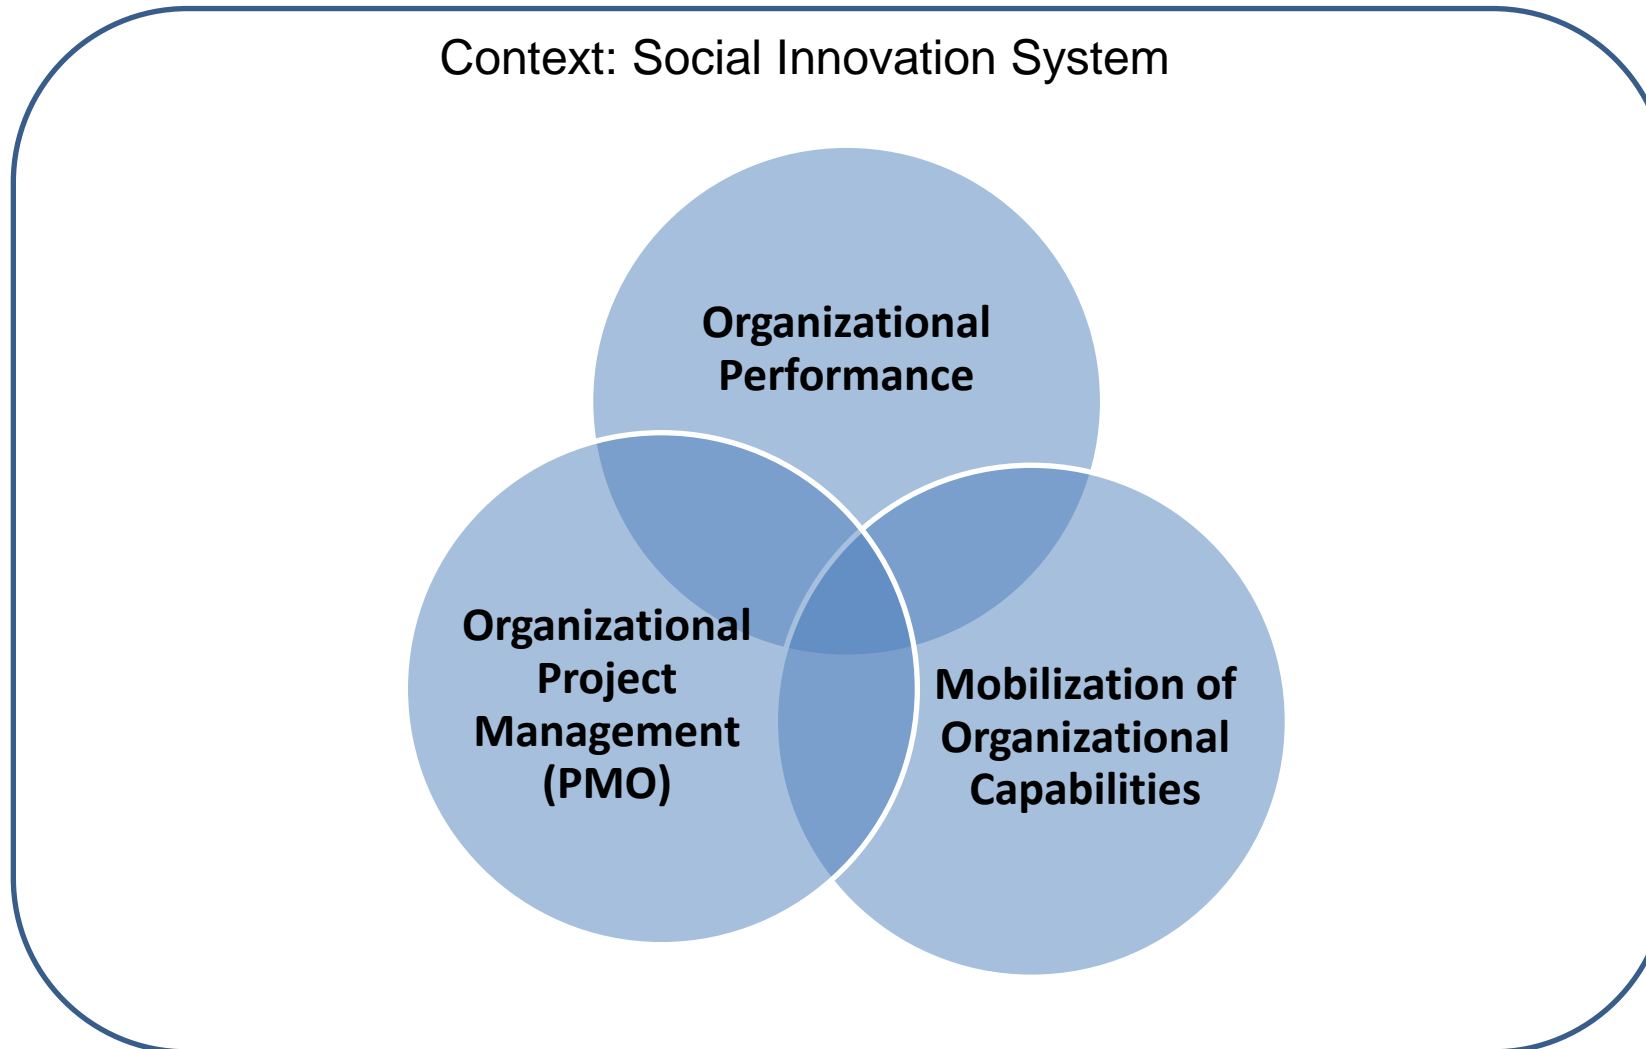 Context: Social Innovation System
Organizational
Performance
Organizational
Project
Management
(PMO)
Mobilization of
Organizational
Capabilities